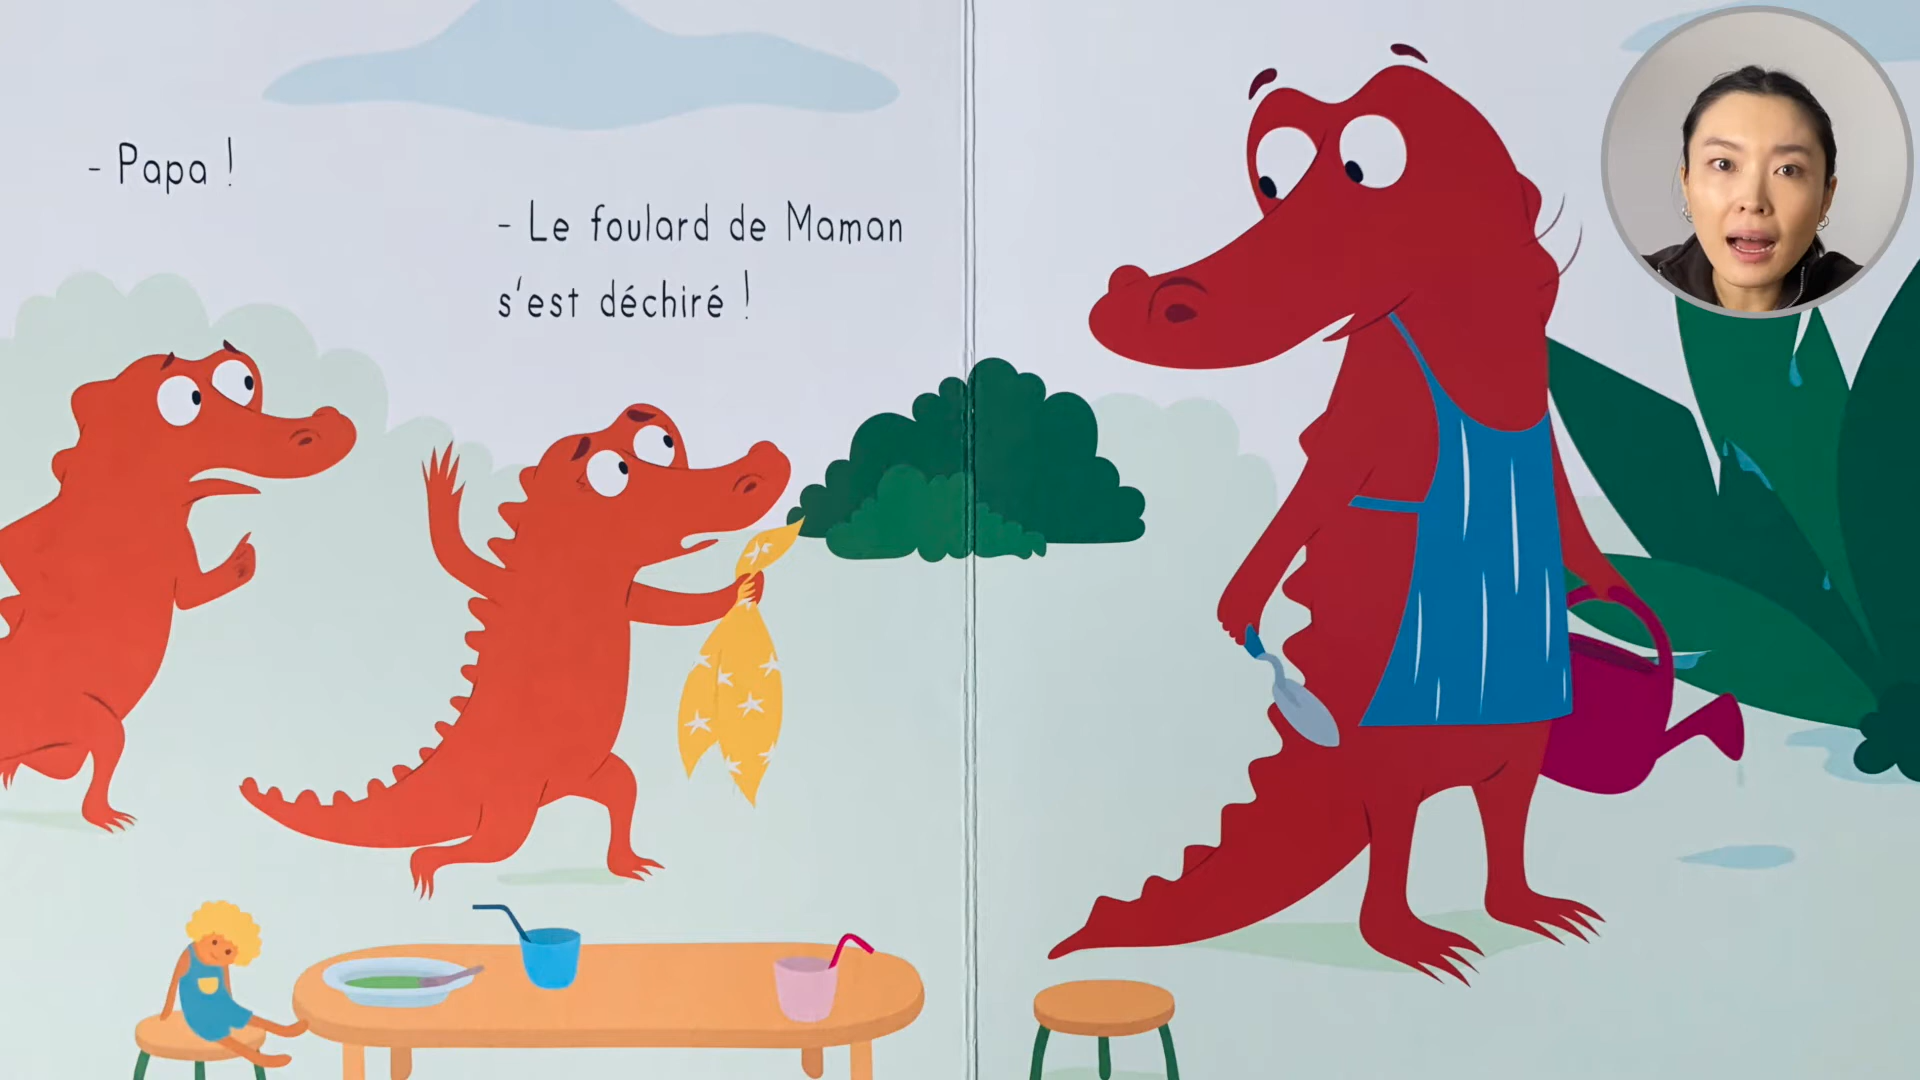 - Papa !
- Le foulard de Maman
s'est déchiré !